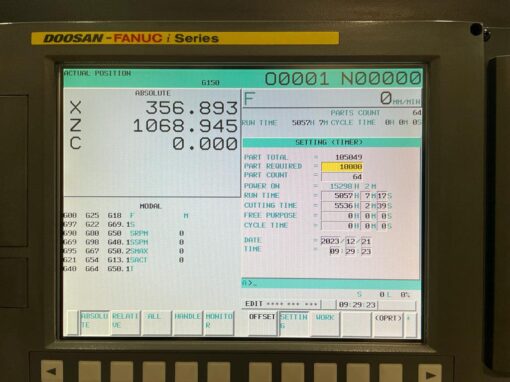 DOOSAN-FANUC i Series
ACTUAL POSITION
G150
O0001 N00000
ABSOLUTE
X 356.893
Z 1068.945
C 0.000
F 0 MM/MIN
PARTS COUNT 64
RUN TIME 5057H 7M CYCLE TIME 0H 0M 0S
SETTING (TIMER)
PART TOTAL = 105049
PART REQUIRED = 10000
PART COUNT = 64
POWER ON = 15298H 2M
RUN TIME = 5057H 7M17S
CUTTING TIME = 5536H 2M39S
FREE PURPOSE = 0H 0M 0S
CYCLE TIME = 0H 0M 0S
DATE = 2023/12/21
TIME = 09:29:23
MODAL
G00 G25 G18 F M
G97 G22 G69.1 S
G98 G50 SRPM 0
G69 G98 G40.1 SSPM 0
G95 G67 G50.2 SMAX 0
G21 G54 G13.1 SACT 0
G40 G64 G50.1 T
A>_
S 0 L 0%
EDIT **** *** *** 09:29:23
ABSOLUTE RELATIVE ALL HANDLE MONITOR OFFSET SETTING WORK (OPRT) +